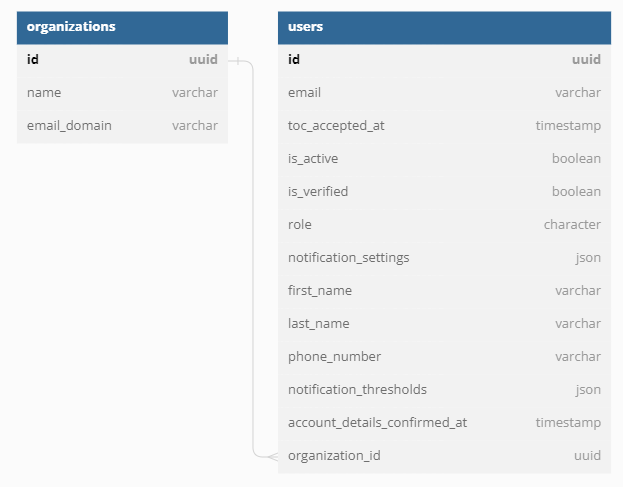 organizations
id uuid
name varchar
email_domain varchar
users
id uuid
email varchar
toc_accepted_at timestamp
is_active boolean
is_verified boolean
role character
notification_settings json
first_name varchar
last_name varchar
phone_number varchar
notification_thresholds json
account_details_confirmed_at timestamp
organization_id uuid